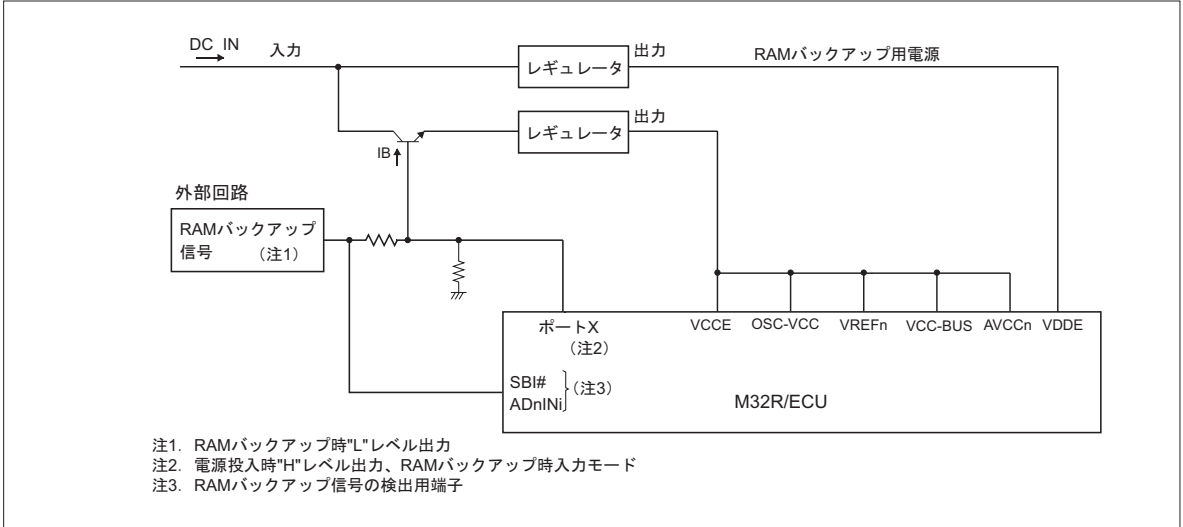 DC IN
入力
レギュレータ
出力
RAMバックアップ用電源
レギュレータ
出力
IB
外部回路
RAMバックアップ
信号 (注1)
ポートX
(注2)
VCCE
OSC-VCC
VREFn
VCC-BUS
AVCCn
VDDE
SBI#
ADnINi
(注3)
M32R/ECU
注1. RAMバックアップ時"L"レベル出力
注2. 電源投入時"H"レベル出力、RAMバックアップ時入力モード
注3. RAMバックアップ信号の検出用端子